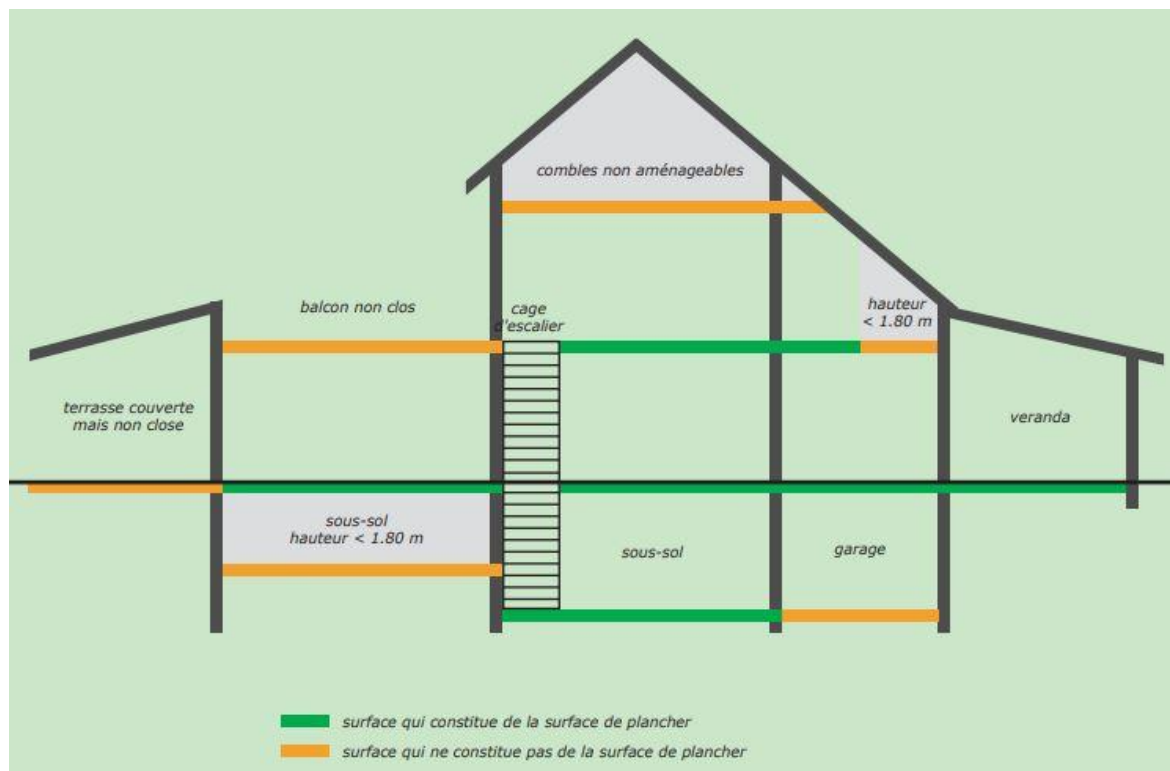 combles non aménageables
balcon non clos
cage
d'escalier
hauteur
< 1.80 m
terrasse couverte
mais non close
veranda
sous-sol
hauteur < 1.80 m
sous-sol
garage
surface qui constitue de la surface de plancher
surface qui ne constitue pas de la surface de plancher